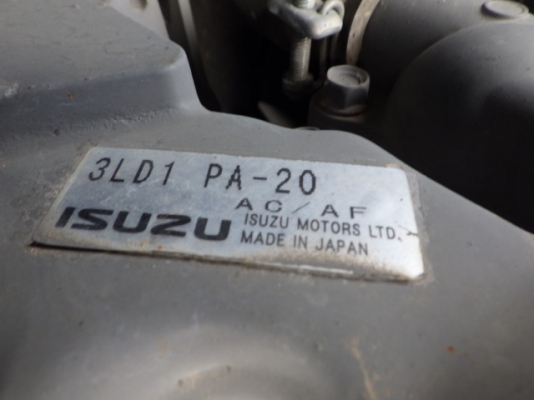 3LD1 PA-20
AC/AF
ISUZU ISUZU MOTORS LTD.
MADE IN JAPAN